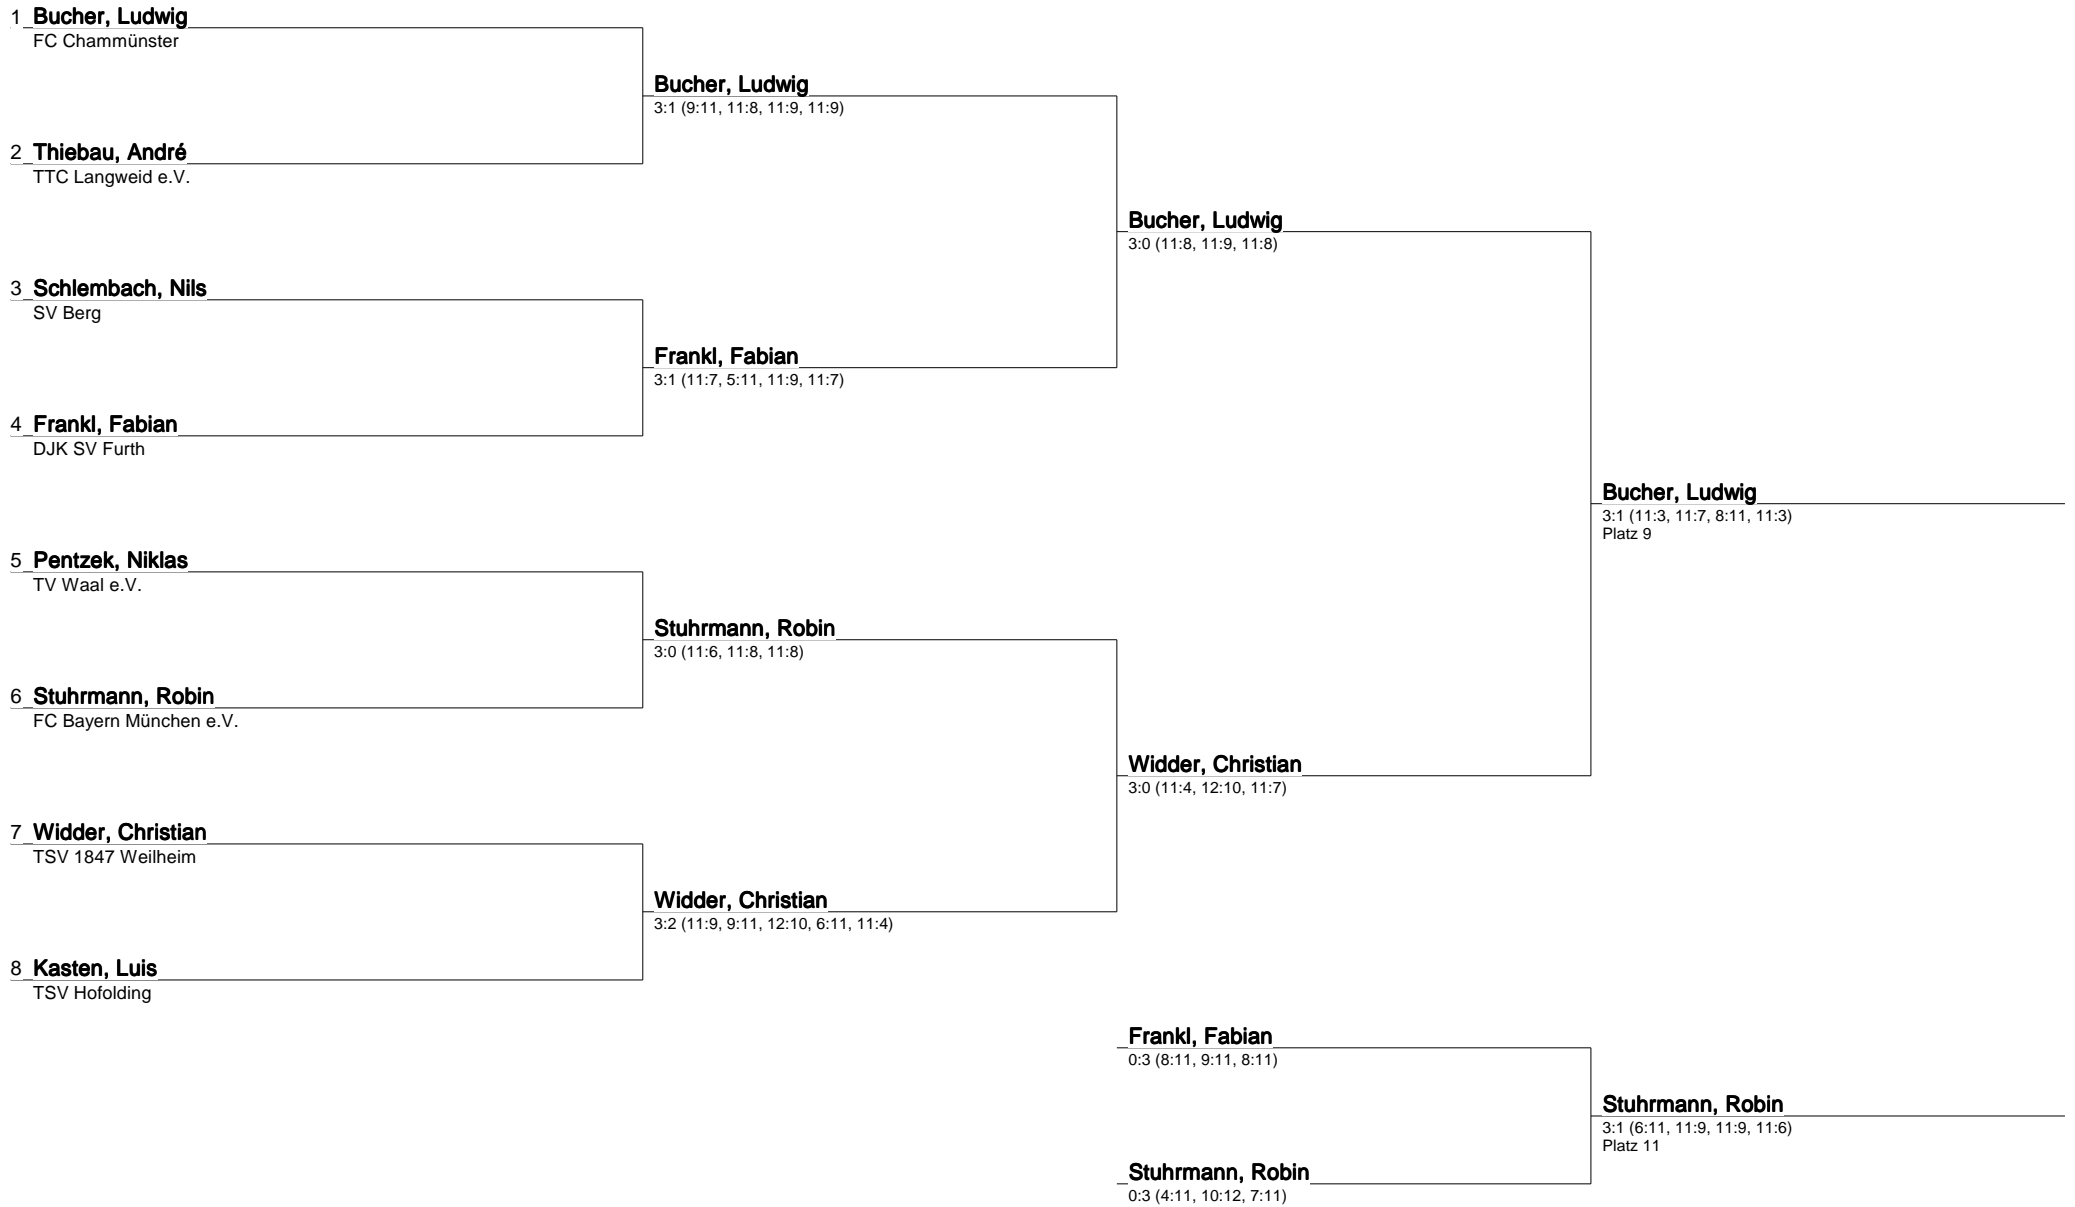 1 Bucher, Ludwig
FC Chammünster
Bucher, Ludwig
3:1 (9:11, 11:8, 11:9, 11:9)
2 Thiebau, André
TTC Langweid e.V.
Bucher, Ludwig
3:0 (11:8, 11:9, 11:8)
3 Schlembach, Nils
SV Berg
Frankl, Fabian
3:1 (11:7, 5:11, 11:9, 11:7)
4 Frankl, Fabian
DJK SV Furth
Bucher, Ludwig
3:1 (11:3, 11:7, 8:11, 11:3)
Platz 9
5 Pentzek, Niklas
TV Waal e.V.
Stuhrmann, Robin
3:0 (11:6, 11:8, 11:8)
6 Stuhrmann, Robin
FC Bayern München e.V.
Widder, Christian
3:0 (11:4, 12:10, 11:7)
7 Widder, Christian
TSV 1847 Weilheim
Widder, Christian
3:2 (11:9, 9:11, 12:10, 6:11, 11:4)
8 Kasten, Luis
TSV Hofolding
Frankl, Fabian
0:3 (8:11, 9:11, 8:11)
Stuhrmann, Robin
3:1 (6:11, 11:9, 11:9, 11:6)
Platz 11
Stuhrmann, Robin
0:3 (4:11, 10:12, 7:11)